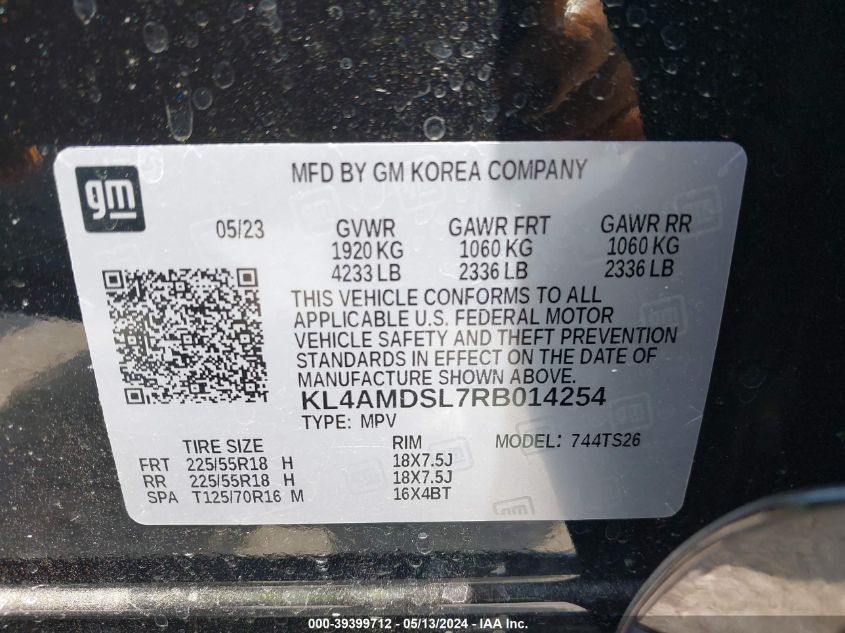 gm
MFD BY GM KOREA COMPANY
05/23 GVWR GAWR FRT GAWR RR
1920 KG 1060 KG 1060 KG
4233 LB 2336 LB 2336 LB
THIS VEHICLE CONFORMS TO ALL
APPLICABLE U.S. FEDERAL MOTOR
VEHICLE SAFETY AND THEFT PREVENTION
STANDARDS IN EFFECT ON THE DATE OF
MANUFACTURE SHOWN ABOVE.
KL4AMDSL7RB014254
TYPE: MPV MODEL: 744TS26
TIRE SIZE RIM
FRT 225/55R18 H 18X7.5J
RR 225/55R18 H 18X7.5J
SPA T125/70R16 M 16X4BT
gm
000-39399712 - 05/13/2024 - IAA Inc.